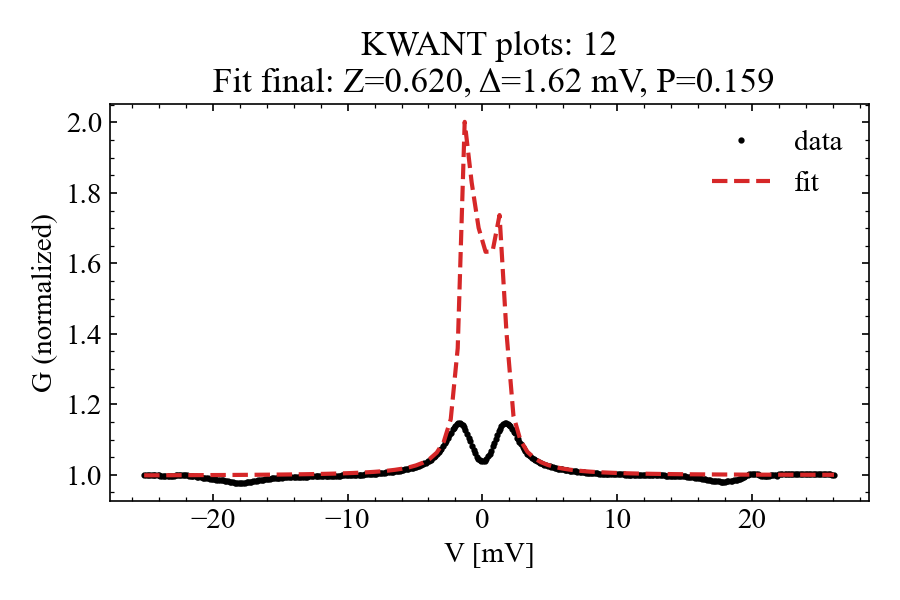 KWANT plots: 12
Fit final: Z=0.620, Δ=1.62 mV, P=0.159
data
fit
G (normalized)
2.0
1.8
1.6
1.4
1.2
1.0
−20
−10
0
10
20
V [mV]